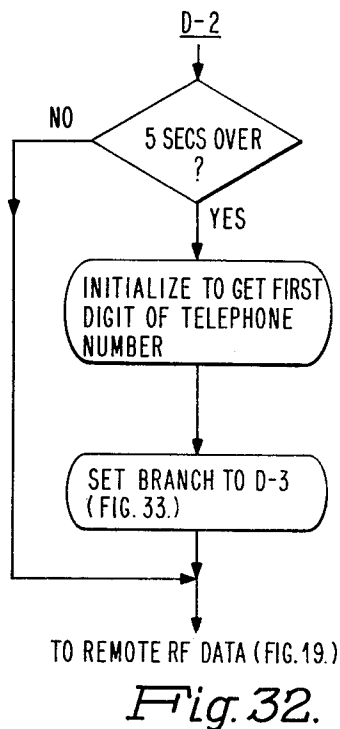 D-2
NO
5 SECS OVER
?
YES
INITIALIZE TO GET FIRST
DIGIT OF TELEPHONE
NUMBER
SET BRANCH TO D-3
(FIG. 33.)
TO REMOTE RF DATA (FIG. 19.)
Fig. 32.